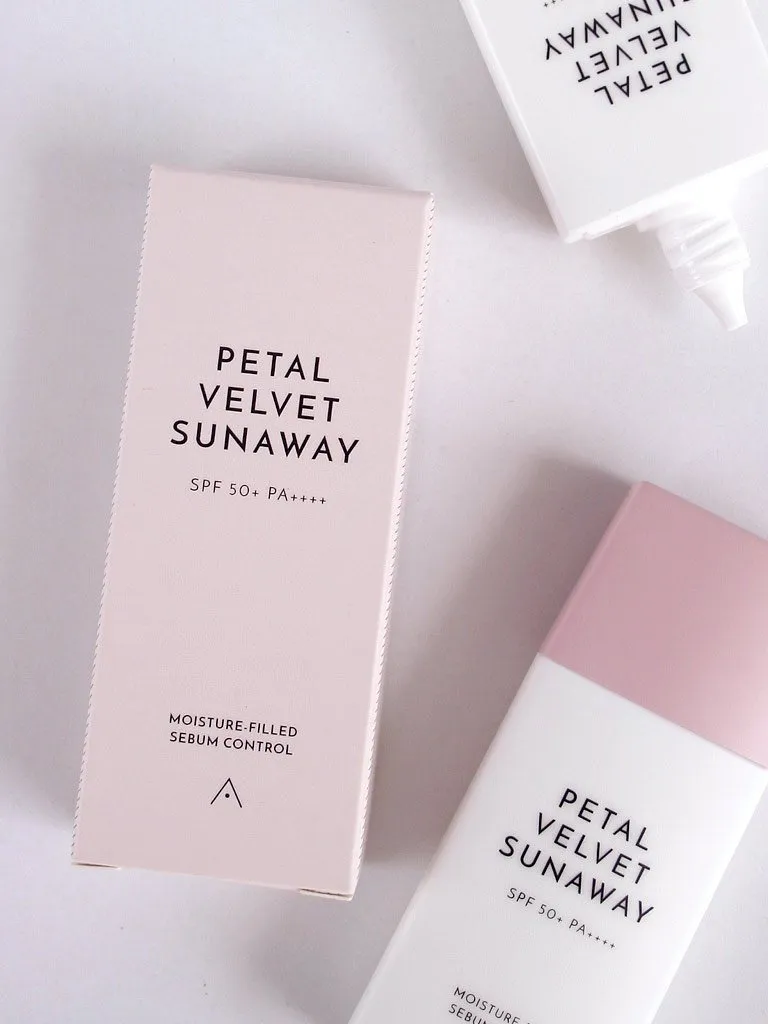 PETAL
VELVET
SUNAWAY
PETAL
VELVET
SUNAWAY
SPF 50+ PA++++
MOISTURE-FILLED
SEBUM CONTROL
PETAL
VELVET
SUNAWAY
SPF 50+ PA++++
MOISTURE